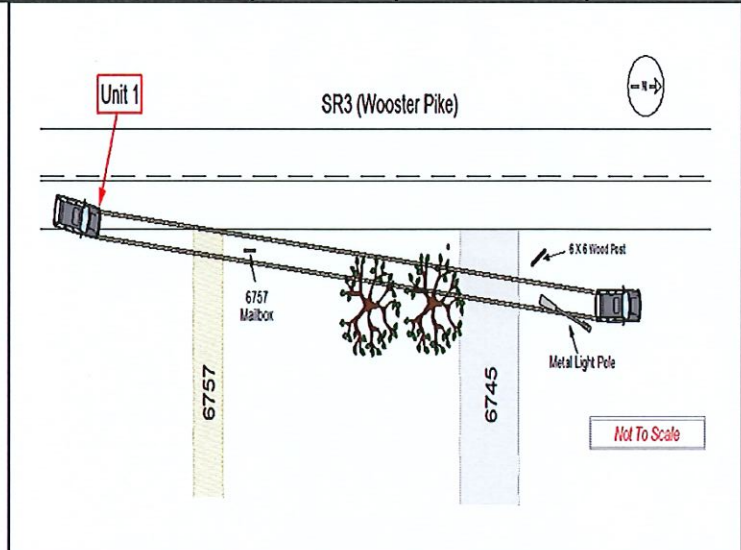 Unit 1
SR3 (Wooster Pike)
N
6 X 6 Wood Post
6757
Mailbox
Metal Light Pole
6757
6745
Not To Scale